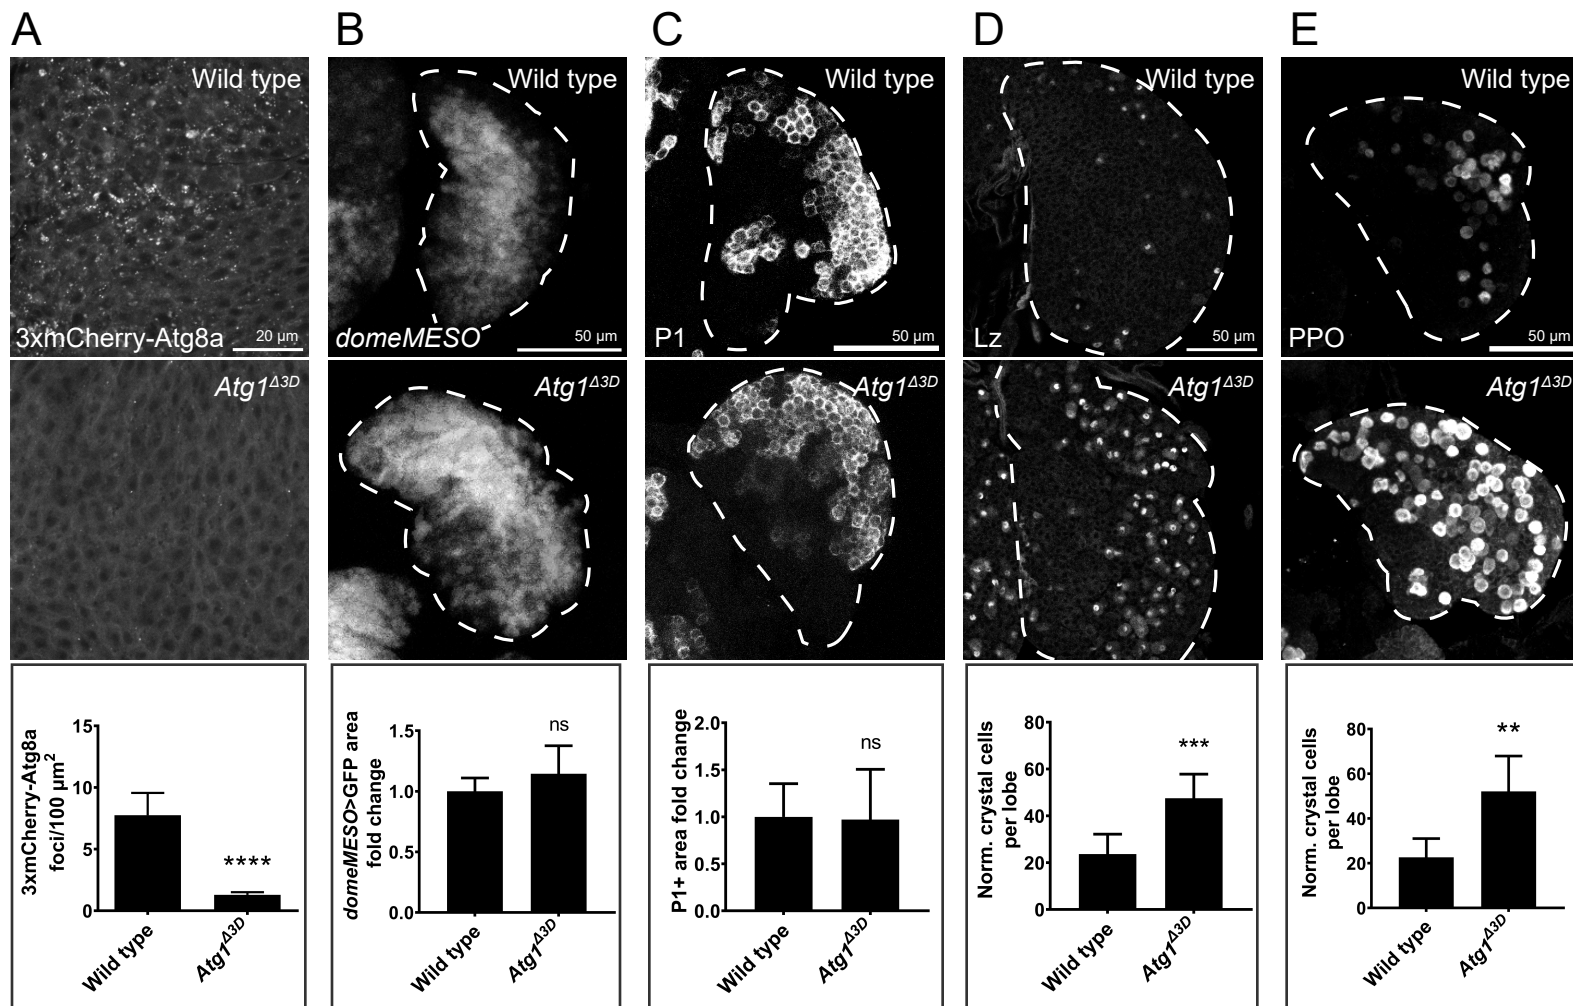 A
B
C
D
E
Wild type
3xmCherry-Atg8a
20 µm
Wild type
domeMESO
50 µm
Wild type
P1
50 µm
Wild type
Lz
50 µm
Wild type
PPO
50 µm
Atg1Δ3D
Atg1Δ3D
Atg1Δ3D
Atg1Δ3D
Atg1Δ3D
3xmCherry-Atg8a
foci/100 µm²
15
10
5
0
****
Wild type
Atg1Δ3D
domeMESO>GFP area
fold change
1.5
1.0
0.5
0.0
ns
Wild type
Atg1Δ3D
P1+ area fold change
2.0
1.5
1.0
0.5
0.0
ns
Wild type
Atg1Δ3D
Norm. crystal cells
per lobe
80
60
40
20
0
***
Wild type
Atg1Δ3D
Norm. crystal cells
per lobe
80
60
40
20
0
**
Wild type
Atg1Δ3D